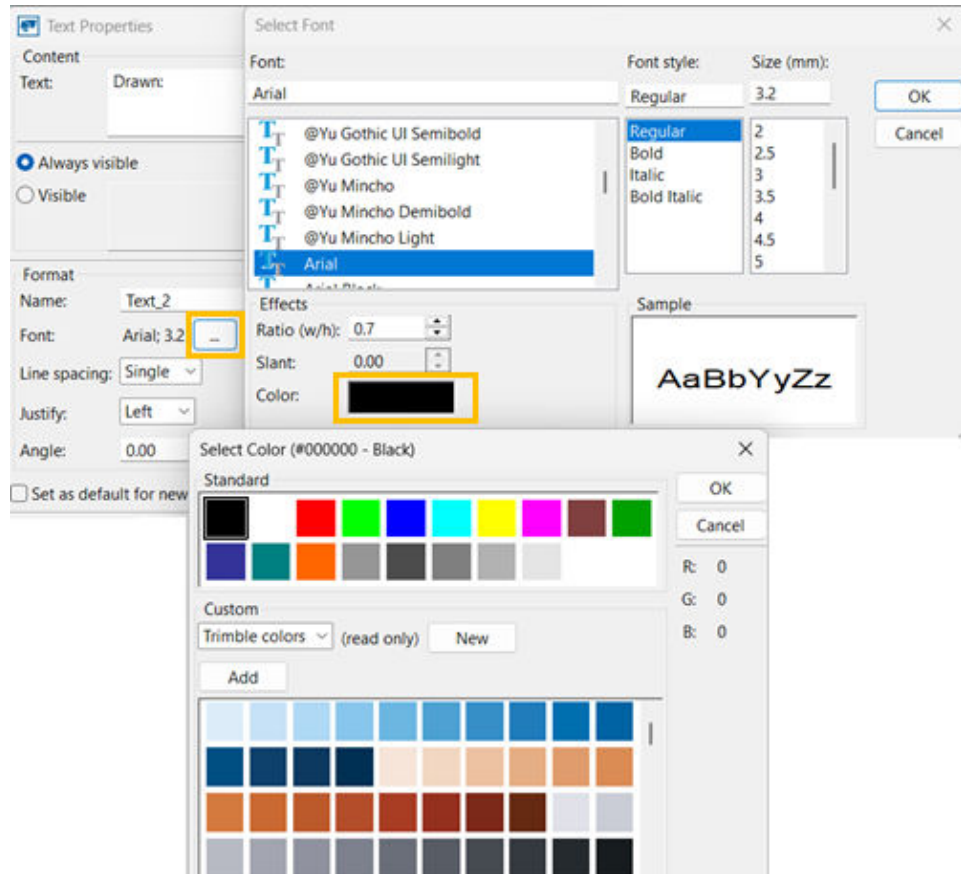 Text Properties
Content
Text: Drawn:
Always visible
Visible
Format
Name: Text_2
Font: Arial; 3.2 ...
Line spacing: Single
Justify: Left
Angle: 0.00
Set as default for new
Select Font
Font: Font style: Size (mm):
Arial Regular 3.2 OK
Cancel
@Yu Gothic UI Semibold
@Yu Gothic UI Semilight
@Yu Mincho
@Yu Mincho Demibold
@Yu Mincho Light
Arial
Regular
Bold
Italic
Bold Italic
2
2.5
3
3.5
4
4.5
5
Effects
Ratio (w/h): 0.7
Slant: 0.00
Color:
Sample
AaBbYyZz
Select Color (#000000 - Black)
Standard
OK
Cancel
R: 0
G: 0
B: 0
Custom
Trimble colors (read only) New
Add